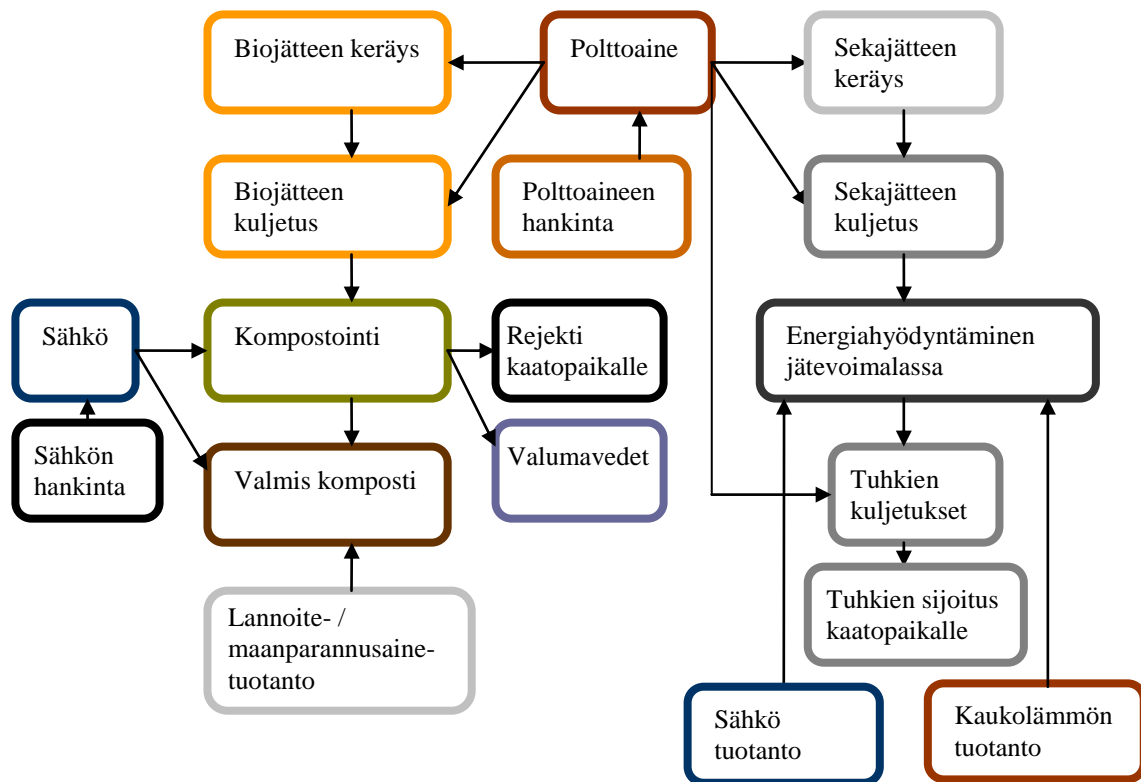 Biojätteen keräys
Polttoaine
Sekajätteen
keräys
Biojätteen
kuljetus
Polttoaineen
hankinta
Sekajätteen
kuljetus
Sähkö
Kompostointi
Rejekti
kaatopaikalle
Energiahyödyntäminen
jätevoimalassa
Sähkön
hankinta
Valmis komposti
Valumavedet
Tuhkien
kuljetukset
Lannoite- /
maanparannusaine-
tuotanto
Tuhkien sijoitus
kaatopaikalle
Sähkö
tuotanto
Kaukolämmön
tuotanto